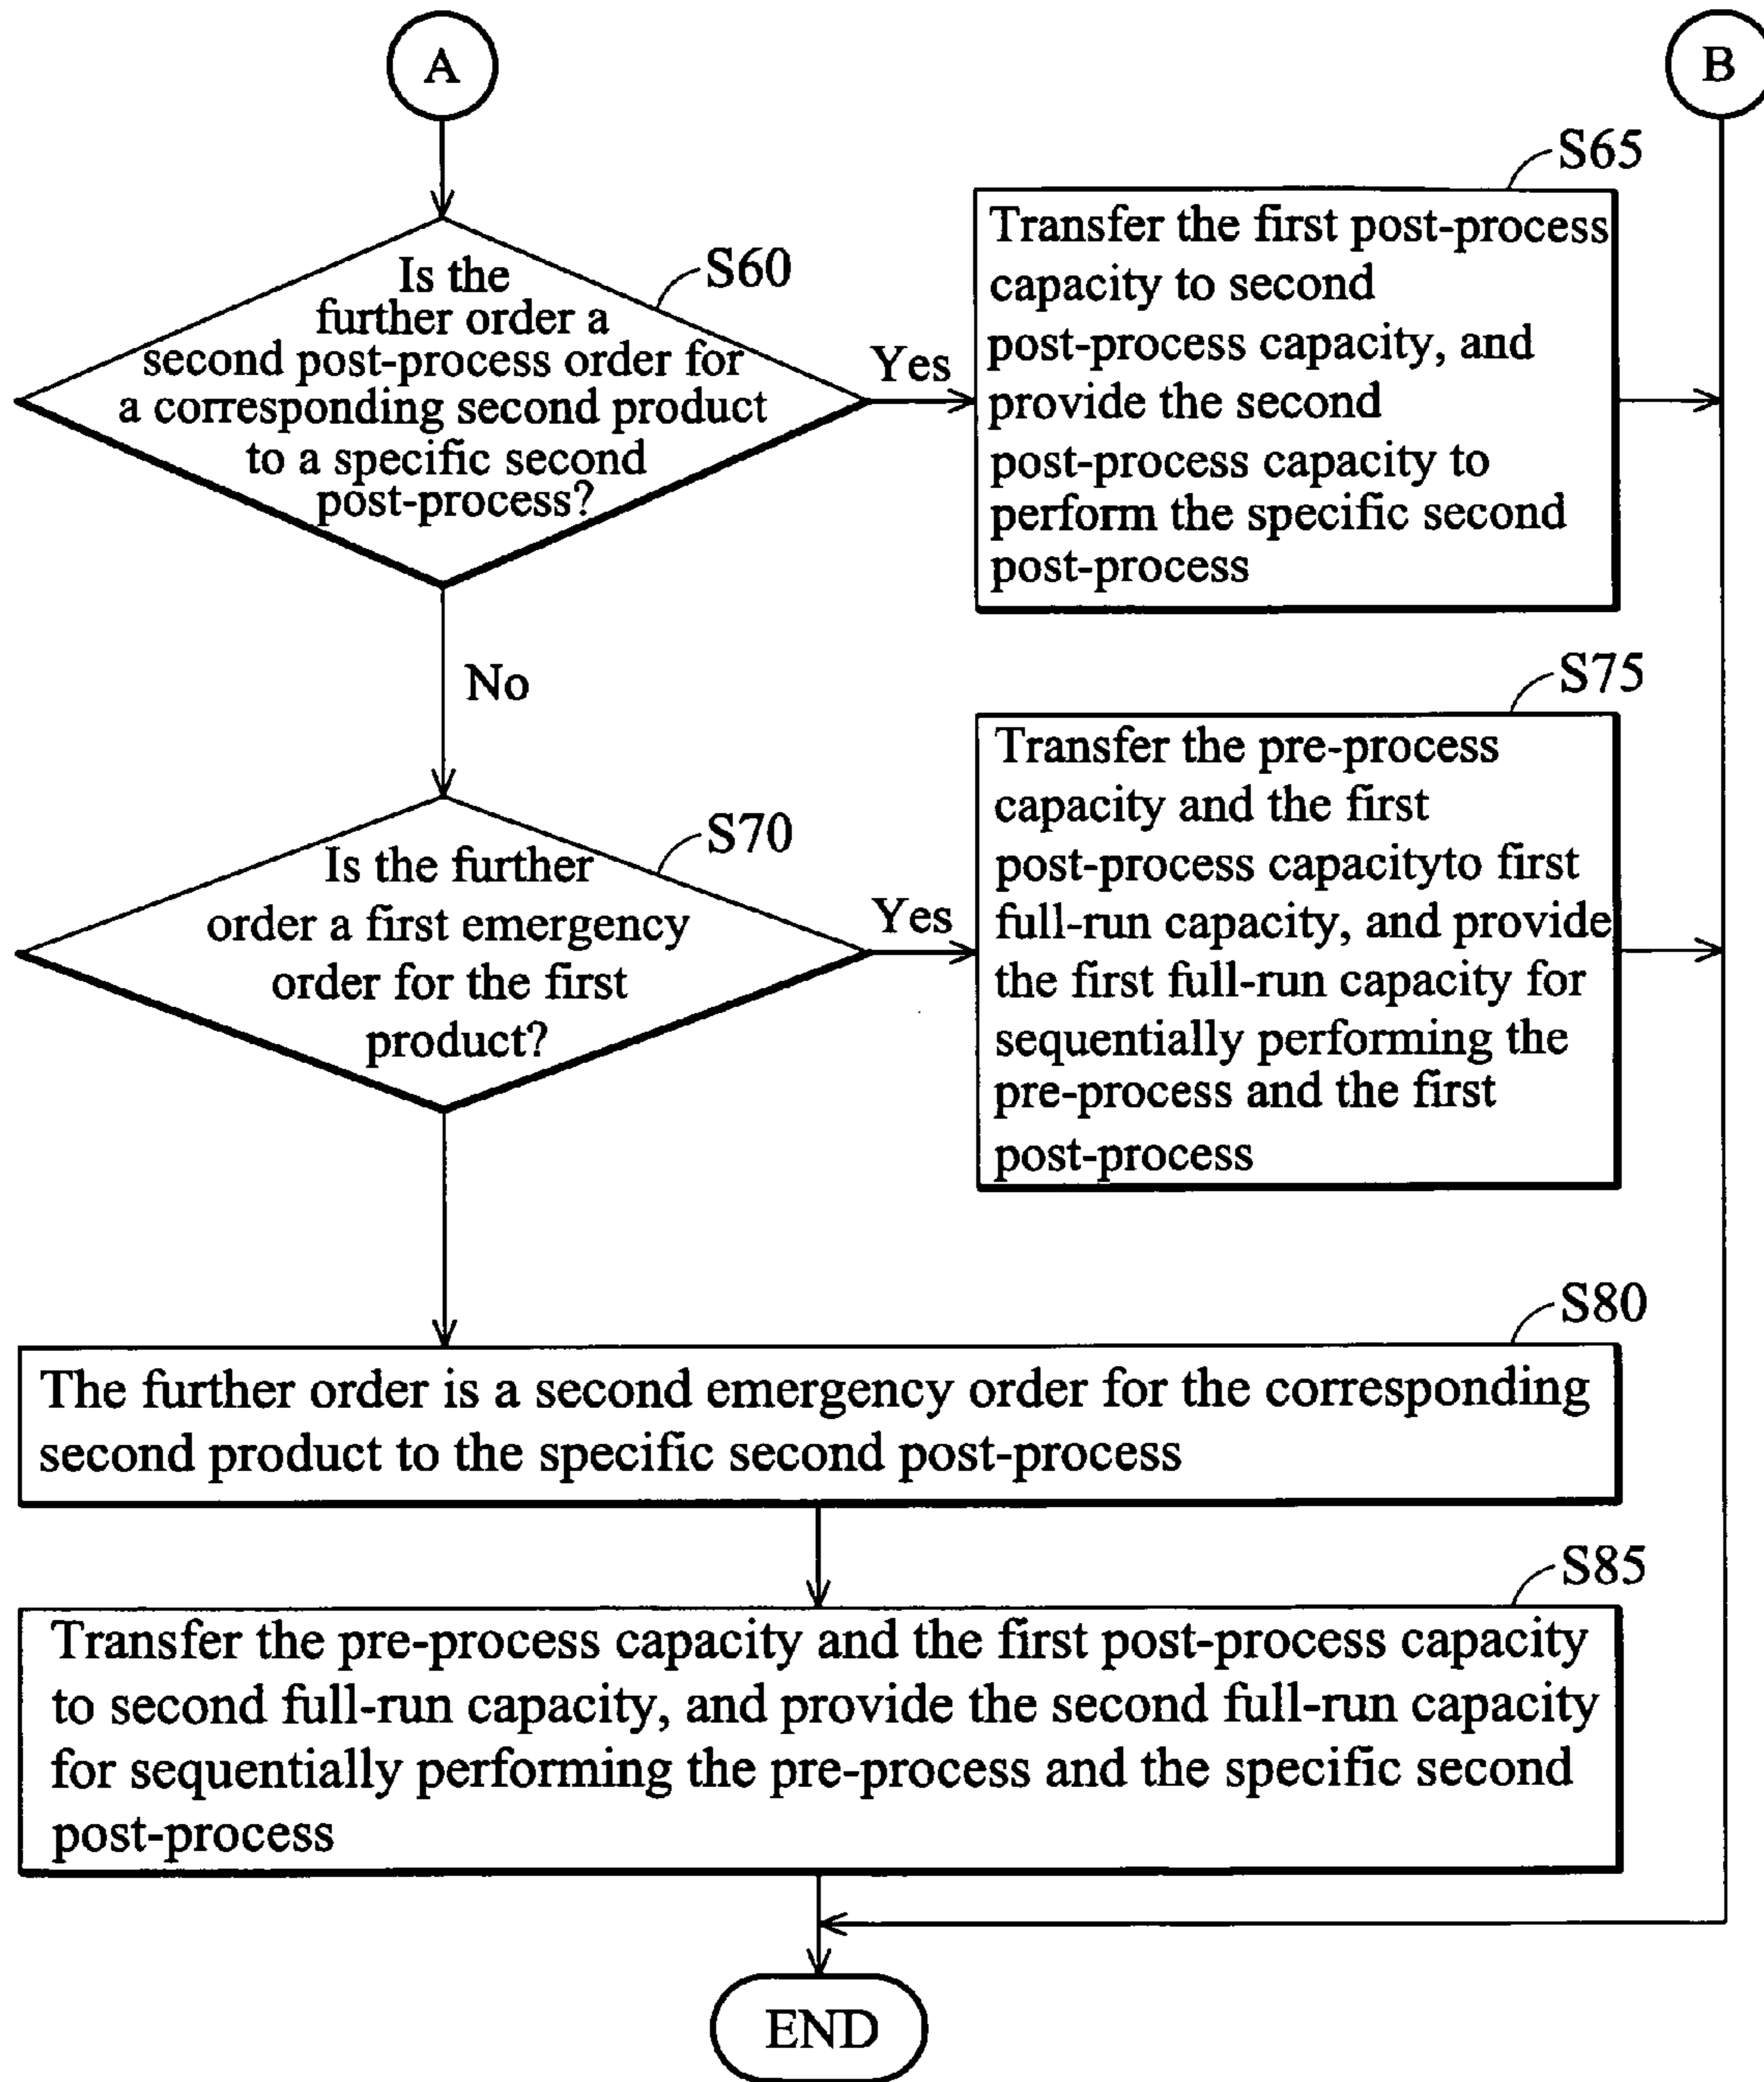 A
B
S60
Is the
further order a
second post-process order for
a corresponding second product
to a specific second
post-process?
Yes
S65
Transfer the first post-process
capacity to second
post-process capacity, and
provide the second
post-process capacity to
perform the specific second
post-process
No
S70
Is the further
order a first emergency
order for the first
product?
Yes
S75
Transfer the pre-process
capacity and the first
post-process capacityto first
full-run capacity, and provide
the first full-run capacity for
sequentially performing the
pre-process and the first
post-process
S80
The further order is a second emergency order for the corresponding
second product to the specific second post-process
S85
Transfer the pre-process capacity and the first post-process capacity
to second full-run capacity, and provide the second full-run capacity
for sequentially performing the pre-process and the specific second
post-process
END